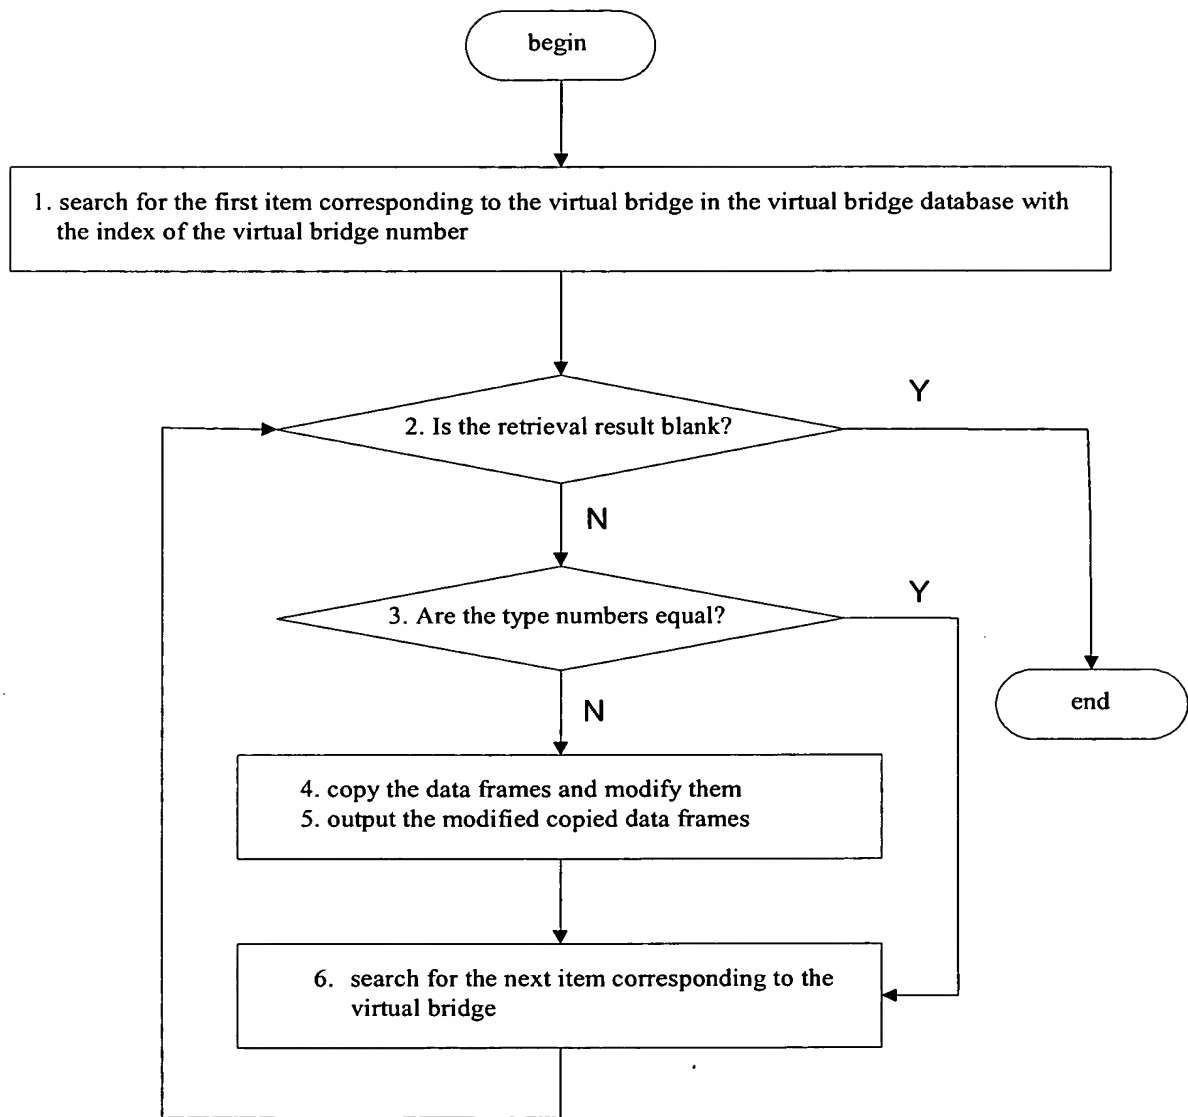 begin
1. search for the first item corresponding to the virtual bridge in the virtual bridge database with
the index of the virtual bridge number
2. Is the retrieval result blank?
Y
N
3. Are the type numbers equal?
Y
N
end
4. copy the data frames and modify them
5. output the modified copied data frames
6. search for the next item corresponding to the
virtual bridge